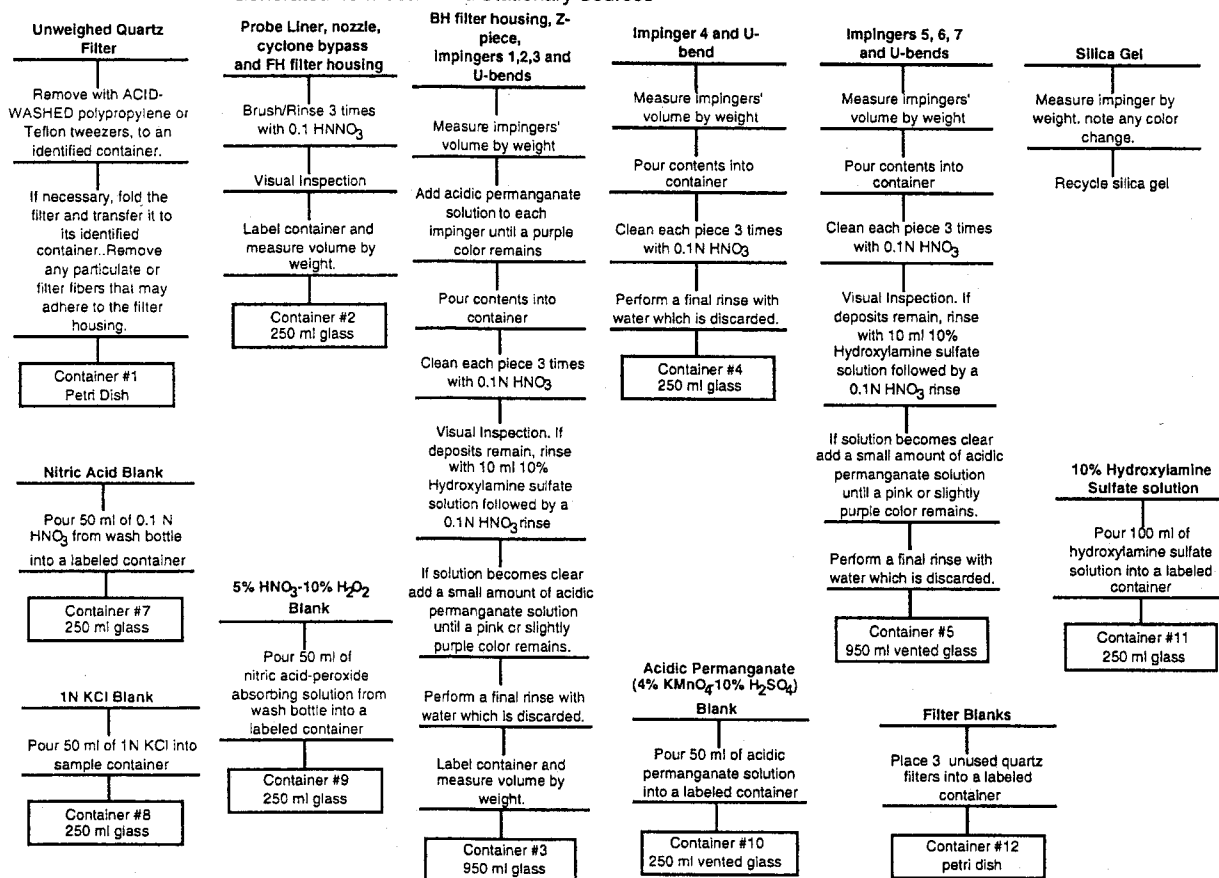 Unweighed Quartz
Filter
Remove with ACID-
WASHED polypropylene or
Teflon tweezers, to an
identified container.
If necessary, fold the
filter and transfer it to
its identified
container..Remove
any particulate or
filter fibers that may
adhere to the filter
housing.
Container #1
Petri Dish
Probe Liner, nozzle,
cyclone bypass
and FH filter housing
Brush/Rinse 3 times
with 0.1 HNNO3
Visual Inspection
Label container and
measure volume by
weight.
Container #2
250 ml glass
BH filter housing, Z-
piece,
impingers 1,2,3 and
U-bends
Measure impingers'
volume by weight
Add acidic permanganate
solution to each
impinger until a purple
color remains
Pour contents into
container
Clean each piece 3 times
with 0.1N HNO3
Visual Inspection. If
deposits remain, rinse
with 10 ml 10%
Hydroxylamine sulfate
solution followed by a
0.1N HNO3 rinse
If solution becomes clear
add a small amount of acidic
permanganate solution
until a pink or slightly
purple color remains.
Perform a final rinse with
water which is discarded.
Label container and
measure volume by
weight.
Container #3
950 ml glass
Impinger 4 and U-
bend
Measure impingers'
volume by weight
Pour contents into
container
Clean each piece 3 times
with 0.1N HNO3
Perform a final rinse with
water which is discarded.
Container #4
250 ml glass
Impingers 5, 6, 7
and U-bends
Measure impingers'
volume by weight
Pour contents into
container
Clean each piece 3 times
with 0.1N HNO3
Visual Inspection. If
deposits remain, rinse
with 10 ml 10%
Hydroxylamine sulfate
solution followed by a
0.1N HNO3 rinse
If solution becomes clear
add a small amount of acidic
permanganate solution
until a pink or slightly
purple color remains.
Perform a final rinse with
water which is discarded.
Container #5
950 ml vented glass
Silica Gel
Measure impinger by
weight. note any color
change.
Recycle silica gel
Nitric Acid Blank
Pour 50 ml of 0.1 N
HNO3 from wash bottle
into a labeled container
Container #7
250 ml glass
1N KCl Blank
Pour 50 ml of 1N KCl into
sample container
Container #8
250 ml glass
5% HNO3-10% H2O2
Blank
Pour 50 ml of
nitric acid-peroxide
absorbing solution from
wash bottle into a
labeled container
Container #9
250 ml glass
Acidic Permanganate
(4% KMnO4-10% H2SO4)
Blank
Pour 50 ml of acidic
permanganate solution
into a labeled container
Container #10
250 ml vented glass
10% Hydroxylamine
Sulfate solution
Pour 100 ml of
hydroxylamine sulfate
solution into a labeled
container
Container #11
250 ml glass
Filter Blanks
Place 3 unused quartz
filters into a labeled
container
Container #12
petri dish